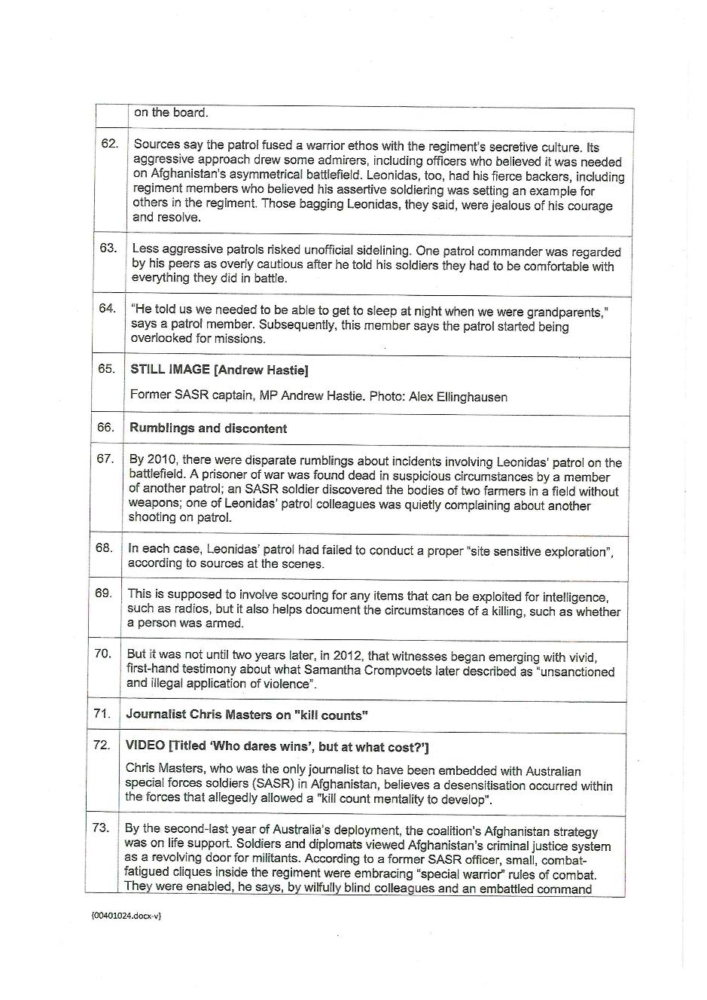 on the board.
62. Sources say the patrol fused a warrior ethos with the regiment's secretive culture. Its
aggressive approach drew some admirers, including officers who believed it was needed
on Afghanistan's asymmetrical battlefield. Leonidas, too, had his fierce backers, including
regiment members who believed his assertive soldiering was setting an example for
others in the regiment. Those bagging Leonidas, they said, were jealous of his courage
and resolve.
63. Less aggressive patrols risked unofficial sidelining. One patrol commander was regarded
by his peers as overly cautious after he told his soldiers they had to be comfortable with
everything they did in battle.
64. "He told us we needed to be able to get to sleep at night when we were grandparents,"
says a patrol member. Subsequently, this member says the patrol started being
overlooked for missions.
65. STILL IMAGE [Andrew Hastie]
Former SASR captain, MP Andrew Hastie. Photo: Alex Ellinghausen
66. Rumblings and discontent
67. By 2010, there were disparate rumblings about incidents involving Leonidas' patrol on the
battlefield. A prisoner of war was found dead in suspicious circumstances by a member
of another patrol; an SASR soldier discovered the bodies of two farmers in a field without
weapons; one of Leonidas' patrol colleagues was quietly complaining about another
shooting on patrol.
68. In each case, Leonidas' patrol had failed to conduct a proper "site sensitive exploration",
according to sources at the scenes.
69. This is supposed to involve scouring for any items that can be exploited for intelligence,
such as radios, but it also helps document the circumstances of a killing, such as whether
a person was armed.
70. But it was not until two years later, in 2012, that witnesses began emerging with vivid,
first-hand testimony about what Samantha Crompvoets later described as "unsanctioned
and illegal application of violence".
71. Journalist Chris Masters on "kill counts"
72. VIDEO [Titled 'Who dares wins', but at what cost?']
Chris Masters, who was the only journalist to have been embedded with Australian
special forces soldiers (SASR) in Afghanistan, believes a desensitisation occurred within
the forces that allegedly allowed a "kill count mentality to develop".
73. By the second-last year of Australia's deployment, the coalition's Afghanistan strategy
was on life support. Soldiers and diplomats viewed Afghanistan's criminal justice system
as a revolving door for militants. According to a former SASR officer, small, combat-
fatigued cliques inside the regiment were embracing "special warrior" rules of combat.
They were enabled, he says, by wilfully blind colleagues and an embattled command
{00401024.docx-v}